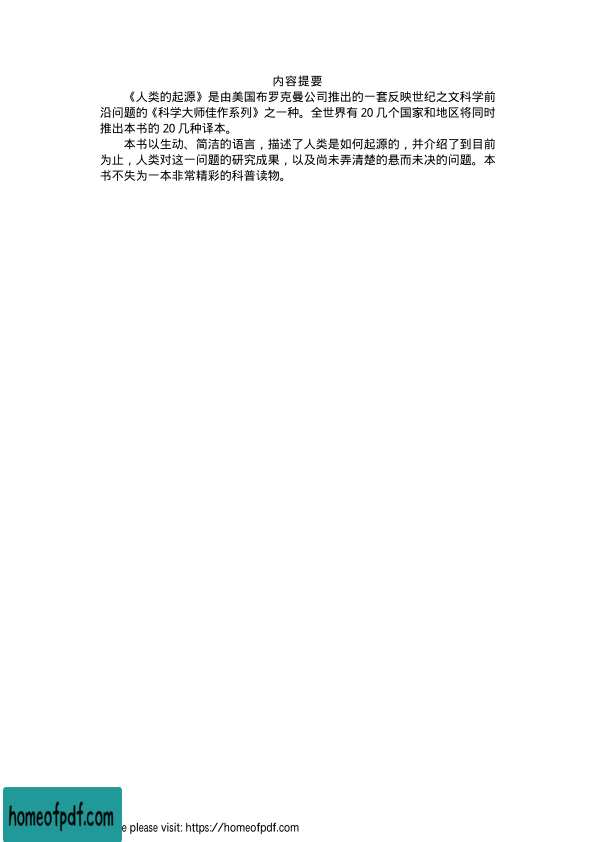 内容提要
《人类的起源》是由美国布罗克曼公司推出的一套反映世纪之文科学前
沿问题的《科学大师佳作系列》之一种。全世界有 20 几个国家和地区将同时
推出本书的 20 几种译本。
本书以生动、简洁的语言，描述了人类是如何起源的，并介绍了到目前
为止，人类对这一问题的研究成果，以及尚未弄清楚的悬而未决的问题。本
书不失为一本非常精彩的科普读物。
homeofpdf.com
please visit: https://homeofpdf.com